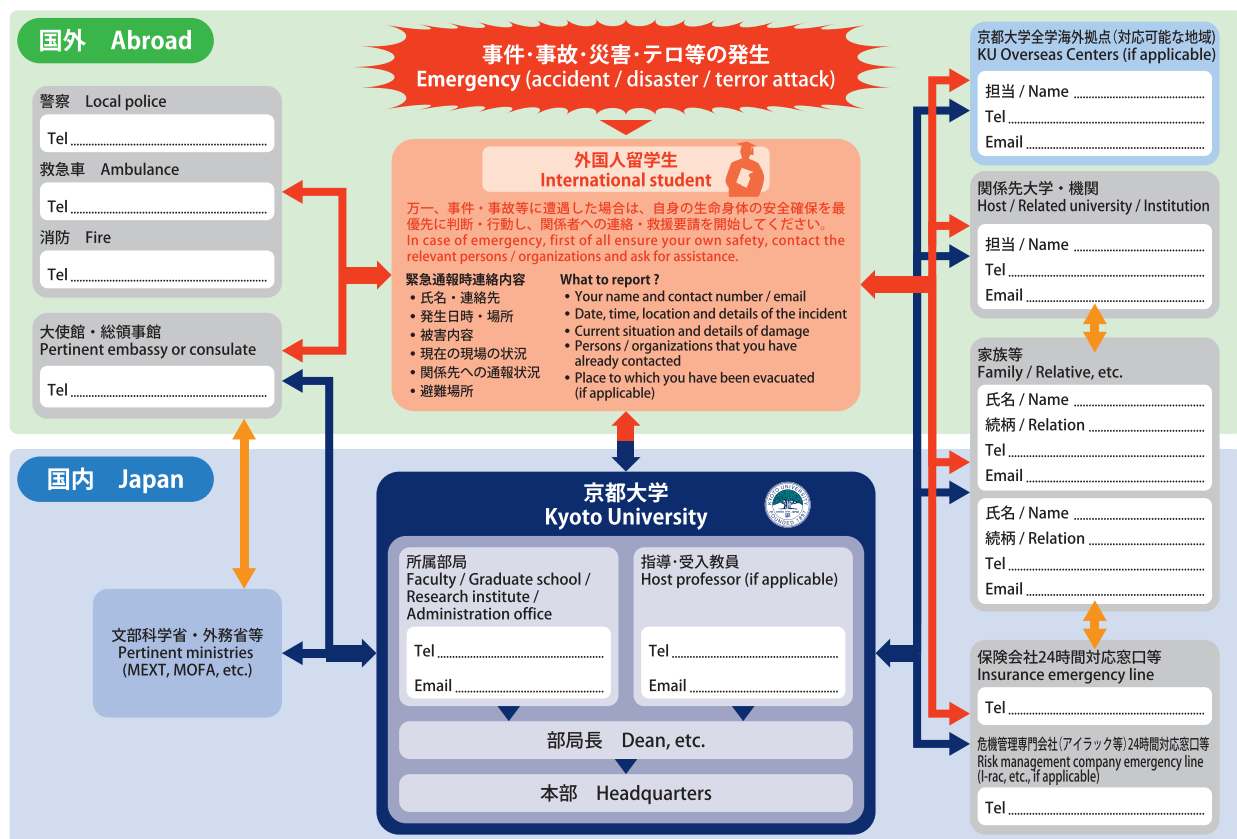 国外 Abroad
事件・事故・災害・テロ等の発生
Emergency (accident / disaster / terror attack)
警察 Local police
Tel
救急車 Ambulance
Tel
消防 Fire
Tel
大使館・総領事館
Pertinent embassy or consulate
Tel
外国人留学生
International student
万一、事件・事故等に遭遇した場合は、自身の生命身体の安全確保を最
優先に判断・行動し、関係者への連絡・救援要請を開始してください。
In case of emergency, first of all ensure your own safety, contact the
relevant persons / organizations and ask for assistance.
緊急通報時連絡内容
• 氏名・連絡先
• 発生日時・場所
• 被害内容
• 現在の現場の状況
• 関係先への通報状況
• 避難場所
What to report ?
• Your name and contact number / email
• Date, time, location and details of the incident
• Current situation and details of damage
• Persons / organizations that you have
already contacted
• Place to which you have been evacuated
(if applicable)
京都大学全学海外拠点(対応可能な地域)
KU Overseas Centers (if applicable)
担当 / Name
Tel
Email
関係先大学・機関
Host / Related university / Institution
担当 / Name
Tel
Email
家族等
Family / Relative, etc.
氏名 / Name
続柄 / Relation
Tel
Email
氏名 / Name
続柄 / Relation
Tel
Email
国内 Japan
文部科学省・外務省等
Pertinent ministries
(MEXT, MOFA, etc.)
京都大学
Kyoto University
KYOTO UNIVERSITY
FOUNDED 1897
所属部局
Faculty / Graduate school /
Research institute /
Administration office
Tel
Email
指導・受入教員
Host professor (if applicable)
Tel
Email
部局長 Dean, etc.
本部 Headquarters
保険会社24時間対応窓口等
Insurance emergency line
Tel
危機管理専門会社(アイラック等)24時間対応窓口等
Risk management company emergency line
(I-rac, etc., if applicable)
Tel